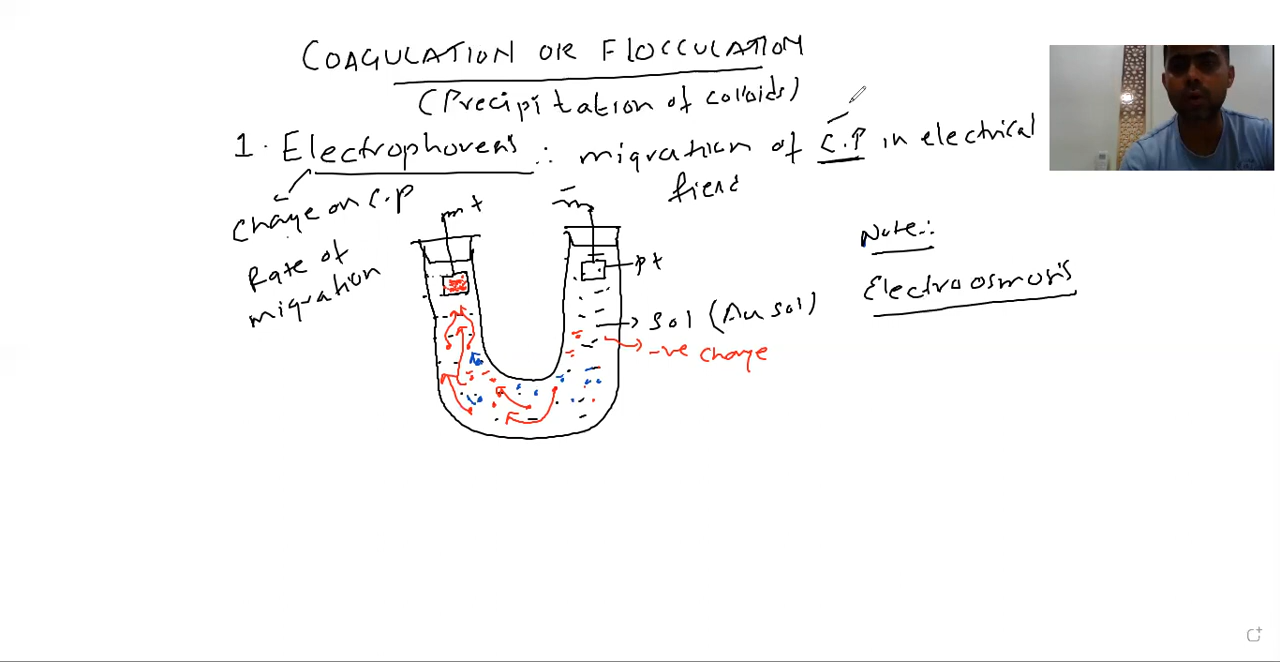 COAGULATION OR FLOCCULATION
(Precipitation of colloids)
1. Electrophoresis :. migration of C.P in electrical
field
Charge on C.P
Rate of
migration
+
-
pt
Sol (Au sol)
-ve charge
Note:-
Electroosmosis